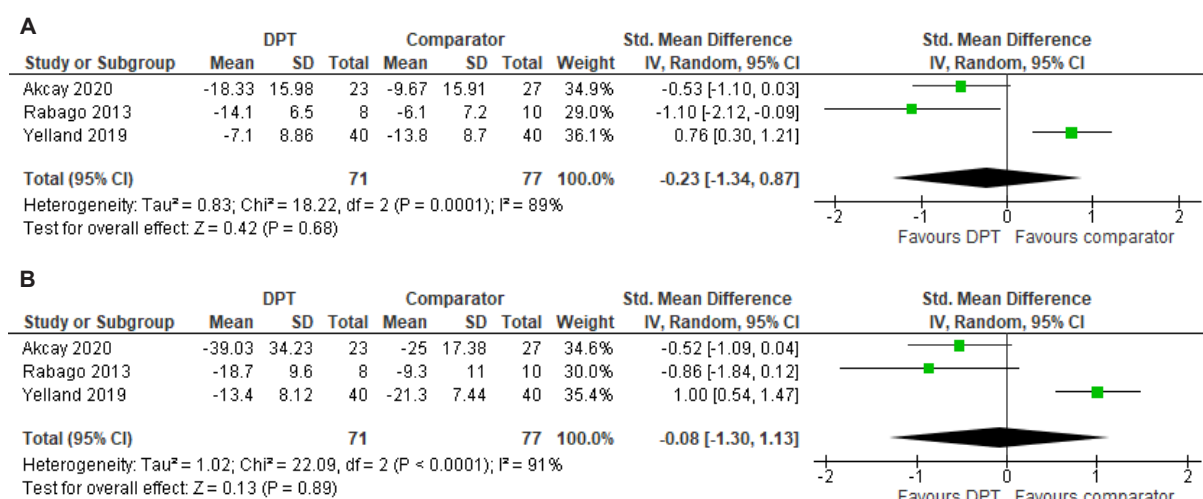 A
DPT Comparator Std. Mean Difference Std. Mean Difference
Study or Subgroup Mean SD Total Mean SD Total Weight IV, Random, 95% CI IV, Random, 95% CI
Akcay 2020 -18.33 15.98 23 -9.67 15.91 27 34.9% -0.53 [-1.10, 0.03]
Rabago 2013 -14.1 6.5 8 -6.1 7.2 10 29.0% -1.10 [-2.12, -0.09]
Yelland 2019 -7.1 8.86 40 -13.8 8.7 40 36.1% 0.76 [0.30, 1.21]
Total (95% CI) 71 77 100.0% -0.23 [-1.34, 0.87]
Heterogeneity: Tau² = 0.83; Chi² = 18.22, df = 2 (P = 0.0001); I² = 89%
Test for overall effect: Z = 0.42 (P = 0.68)
-2 -1 0 1 2
Favours DPT Favours comparator
B
DPT Comparator Std. Mean Difference Std. Mean Difference
Study or Subgroup Mean SD Total Mean SD Total Weight IV, Random, 95% CI IV, Random, 95% CI
Akcay 2020 -39.03 34.23 23 -25 17.38 27 34.6% -0.52 [-1.09, 0.04]
Rabago 2013 -18.7 9.6 8 -9.3 11 10 30.0% -0.86 [-1.84, 0.12]
Yelland 2019 -13.4 8.12 40 -21.3 7.44 40 35.4% 1.00 [0.54, 1.47]
Total (95% CI) 71 77 100.0% -0.08 [-1.30, 1.13]
Heterogeneity: Tau² = 1.02; Chi² = 22.09, df = 2 (P < 0.0001); I² = 91%
Test for overall effect: Z = 0.13 (P = 0.89)
-2 -1 0 1 2
Favours DPT Favours comparator